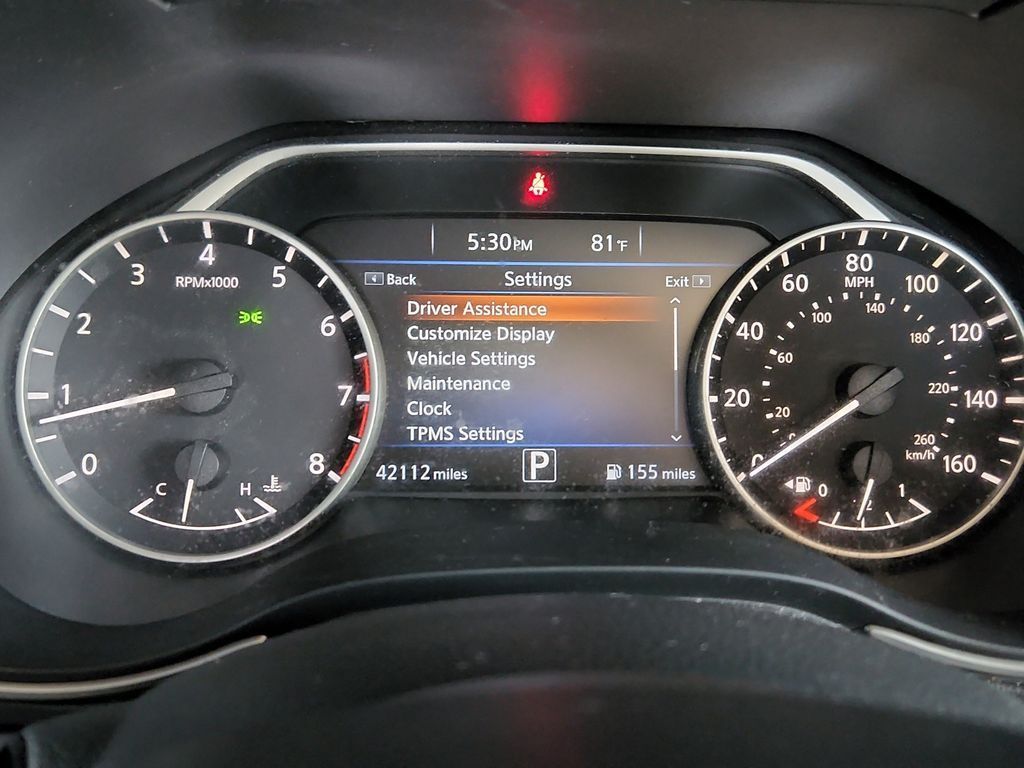 5:30PM 81°F
Back Settings Exit
Driver Assistance
Customize Display
Vehicle Settings
Maintenance
Clock
TPMS Settings
42112 miles P 155 miles
0 1 2 3 4 5 6 7 8
RPMx1000
C H
0 20 40 60 80 100 120 140 160
MPH
20 60 100 140 180 220 260
km/h
0 1